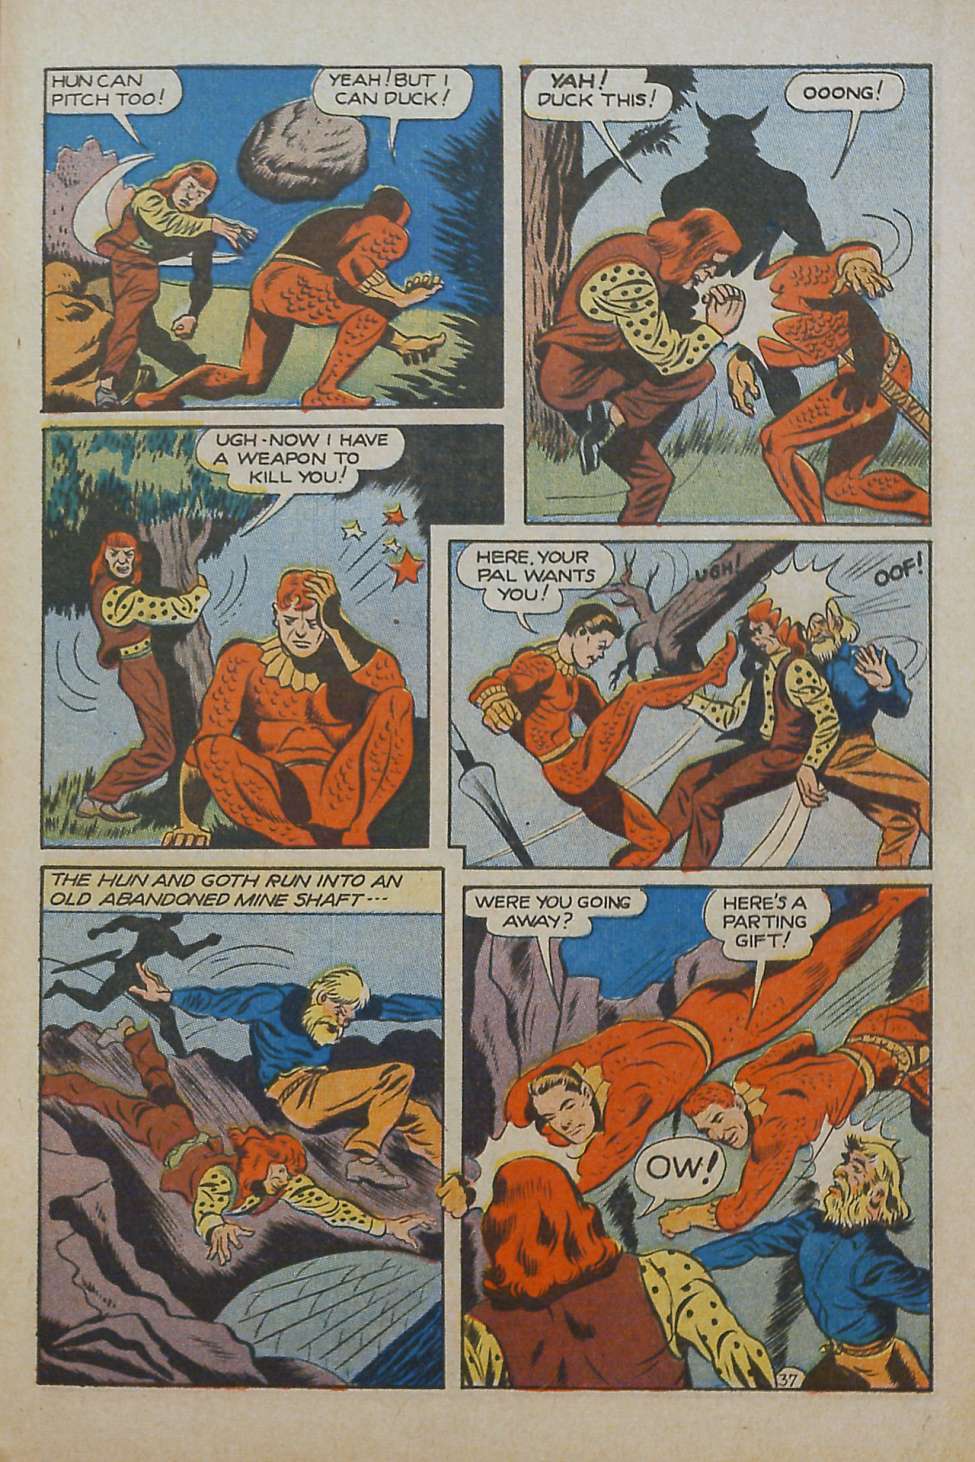 HUN CAN
PITCH TOO!
YEAH! BUT I
CAN DUCK!
YAH!
DUCK THIS!
OOONG!
UGH-NOW I HAVE
A WEAPON TO
KILL YOU!
HERE, YOUR
PAL WANTS
YOU!
UGH!
OOF!
THE HUN AND GOTH RUN INTO AN
OLD ABANDONED MINE SHAFT---
WERE YOU GOING
AWAY?
HERE'S A
PARTING
GIFT!
OW!
37